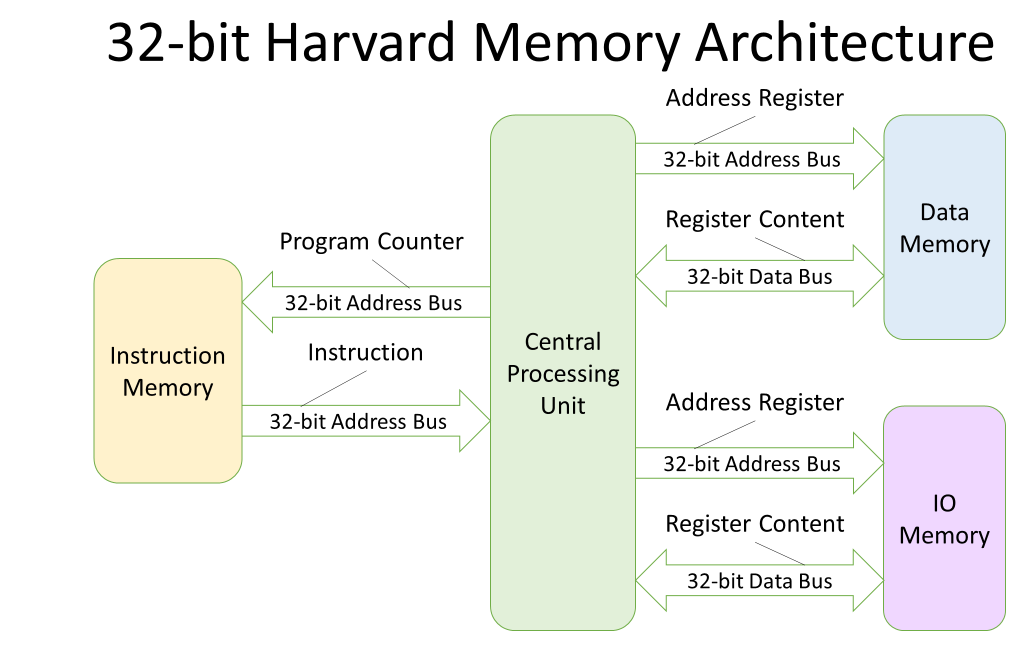 32-bit Harvard Memory Architecture
Address Register
32-bit Address Bus
Register Content
32-bit Data Bus
Data
Memory
Program Counter
32-bit Address Bus
Instruction
32-bit Address Bus
Instruction
Memory
Central
Processing
Unit
Address Register
32-bit Address Bus
Register Content
32-bit Data Bus
IO
Memory